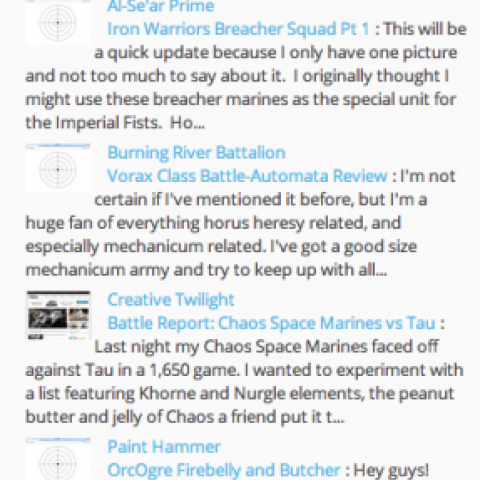 Al-Se'ar Prime
Iron Warriors Breacher Squad Pt 1 : This will be
a quick update because I only have one picture
and not too much to say about it. I originally thought I
might use these breacher marines as the special unit for
the Imperial Fists. Ho...
Burning River Battalion
Vorax Class Battle-Automata Review : I'm not
certain if I've mentioned it before, but I'm a
huge fan of everything horus heresy related, and
especially mechanicum related. I've got a good size
mechanicum army and try to keep up with all...
Creative Twilight
Battle Report: Chaos Space Marines vs Tau :
Last night my Chaos Space Marines faced off
against Tau in a 1,650 game. I wanted to experiment with
a list featuring Khorne and Nurgle elements, the peanut
butter and jelly of Chaos a friend put it t...
Paint Hammer
OrcOgre Firebelly and Butcher : Hey guys!